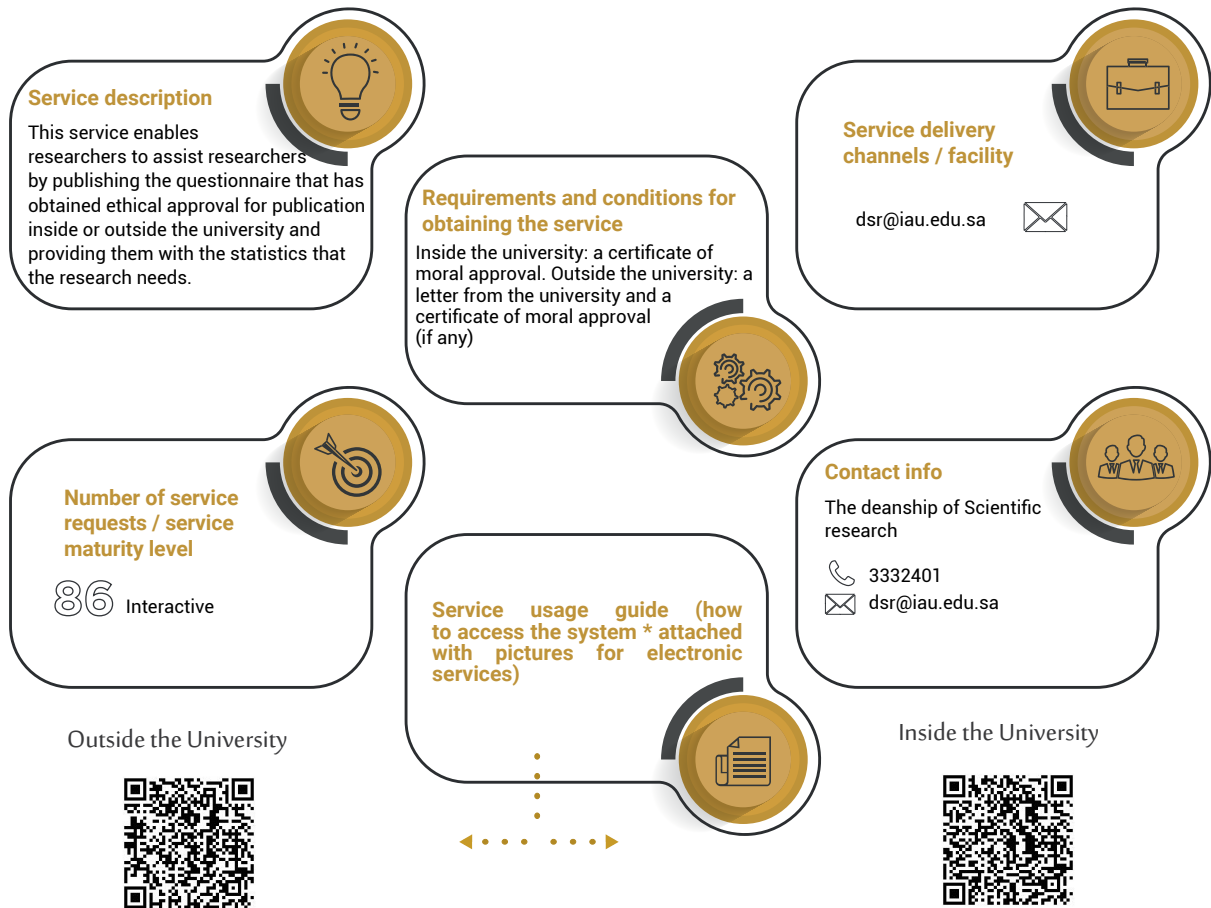 Service description
This service enables
researchers to assist researchers
by publishing the questionnaire that has
obtained ethical approval for publication
inside or outside the university and
providing them with the statistics that
the research needs.
Requirements and conditions for
obtaining the service
Inside the university: a certificate of
moral approval. Outside the university: a
letter from the university and a
certificate of moral approval
(if any)
Service delivery
channels / facility
dsr@iau.edu.sa
Number of service
requests / service
maturity level
86 Interactive
Service usage guide (how
to access the system * attached
with pictures for electronic
services)
Contact info
The deanship of Scientific
research
3332401
dsr@iau.edu.sa
Outside the University
Inside the University